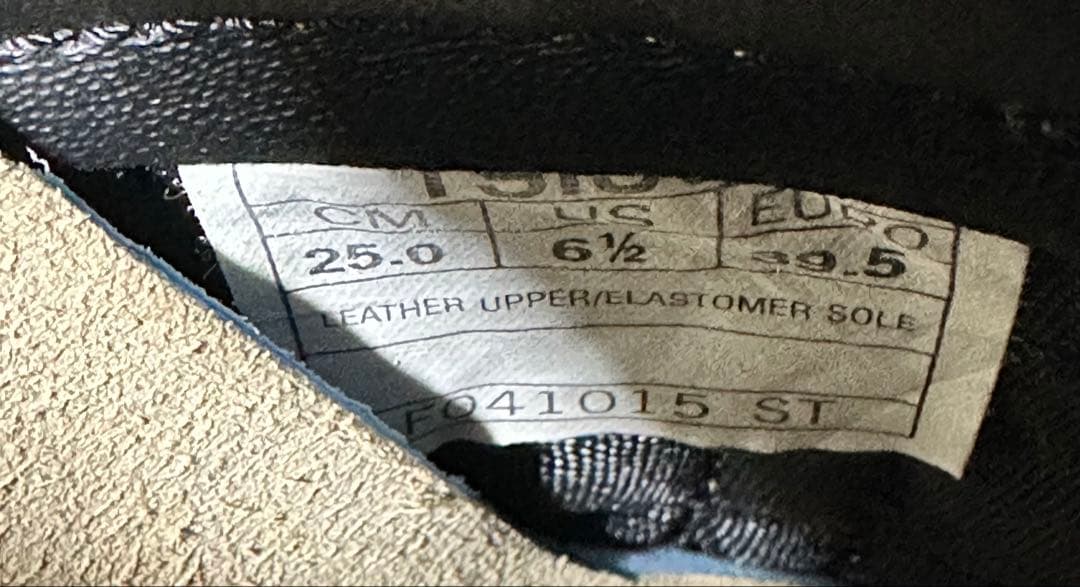 CM US EURO
25.0 6½ 39.5
LEATHER UPPER/ELASTOMER SOLE
F041015 ST